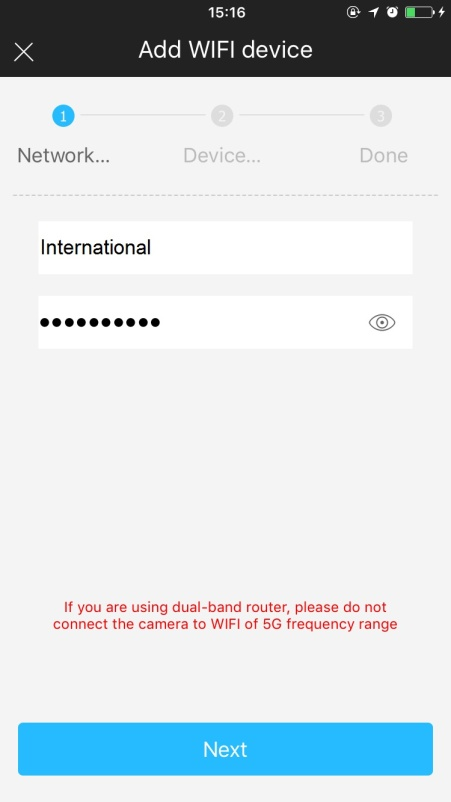 15:16
Add WIFI device
1 2 3
Network... Device... Done
International
••••••••••
If you are using dual-band router, please do not
connect the camera to WIFI of 5G frequency range
Next